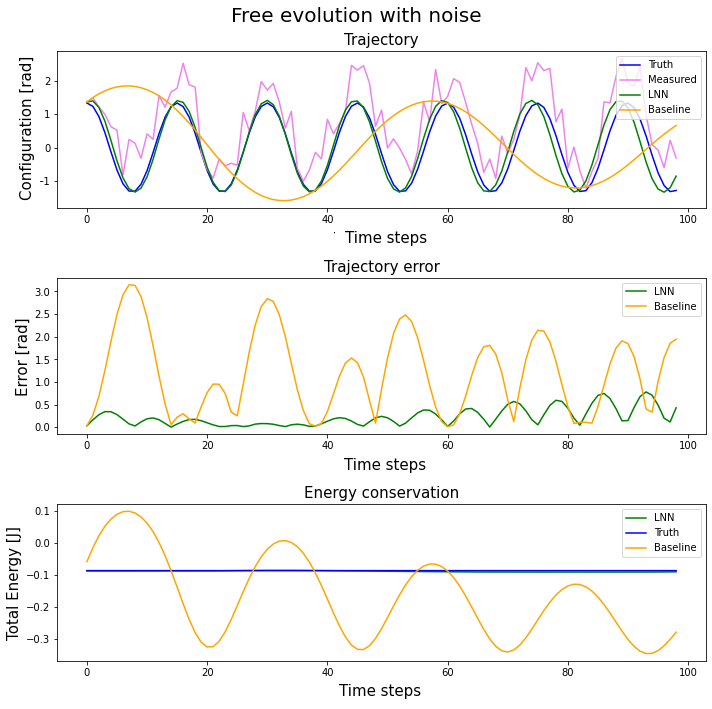 Free evolution with noise
Trajectory
Configuration [rad]
2
1
0
−1
Truth
Measured
LNN
Baseline
0 20 40 60 80 100
Time steps
Trajectory error
Error [rad]
3.0
2.5
2.0
1.5
1.0
0.5
0.0
LNN
Baseline
0 20 40 60 80 100
Time steps
Energy conservation
Total Energy [J]
0.1
0.0
−0.1
−0.2
−0.3
LNN
Truth
Baseline
0 20 40 60 80 100
Time steps